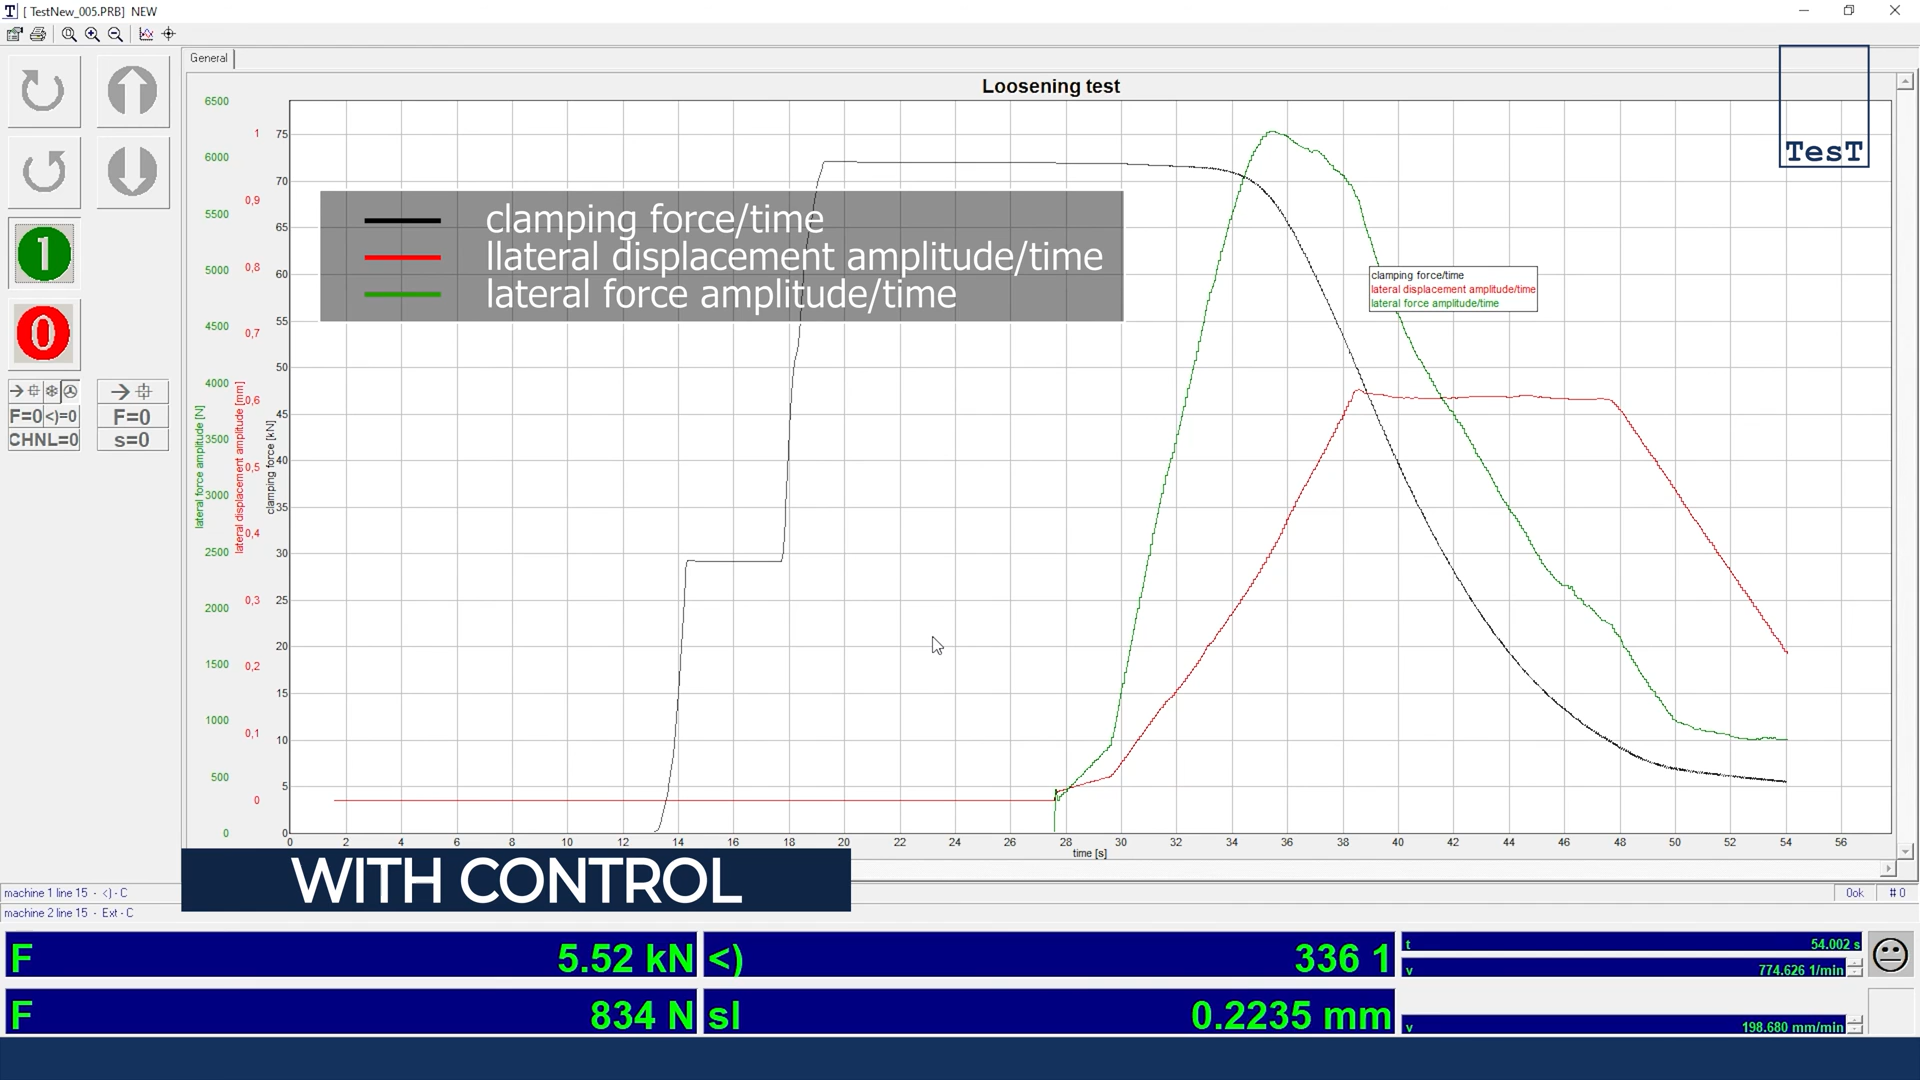 [ TestNew_005.PRB] NEW
General
Loosening test
TesT
clamping force/time
llateral displacement amplitude/time
lateral force amplitude/time
clamping force/time
lateral displacement amplitude/time
lateral force amplitude/time
lateral force amplitude [N]
6500
6000
5500
5000
4500
4000
3500
3000
2500
2000
1500
1000
500
0
lateral displacement amplitude [mm]
1
0,9
0,8
0,7
0,6
0,5
0,4
0,3
0,2
0,1
0
clamping force [kN]
75
70
65
60
55
50
45
40
35
30
25
20
15
10
5
0
0 2 4 6 8 10 12 14 16 18 20 22 24 26 28 30 32 34 36 38 40 42 44 46 48 50 52 54 56
time [s]
1
0
F=0 <)=0
CHNL=0
F=0
s=0
WITH CONTROL
machine 1 line 15 - <) - C
0ok # 0
machine 2 line 15 - Ext - C
F 5.52 kN <) 336 1
t 54.002 s
v 774.626 1/min
F 834 N sl 0.2235 mm
v 198.680 mm/min